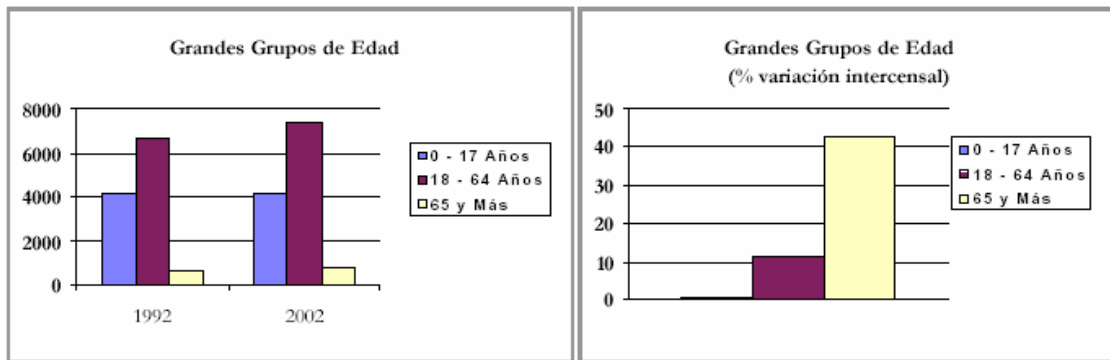 Grandes Grupos de Edad
8000
6000
4000
2000
0
1992
2002
0 - 17 Años
18 - 64 Años
65 y Más
Grandes Grupos de Edad
(% variación intercensal)
50
40
30
20
10
0
0 - 17 Años
18 - 64 Años
65 y Más